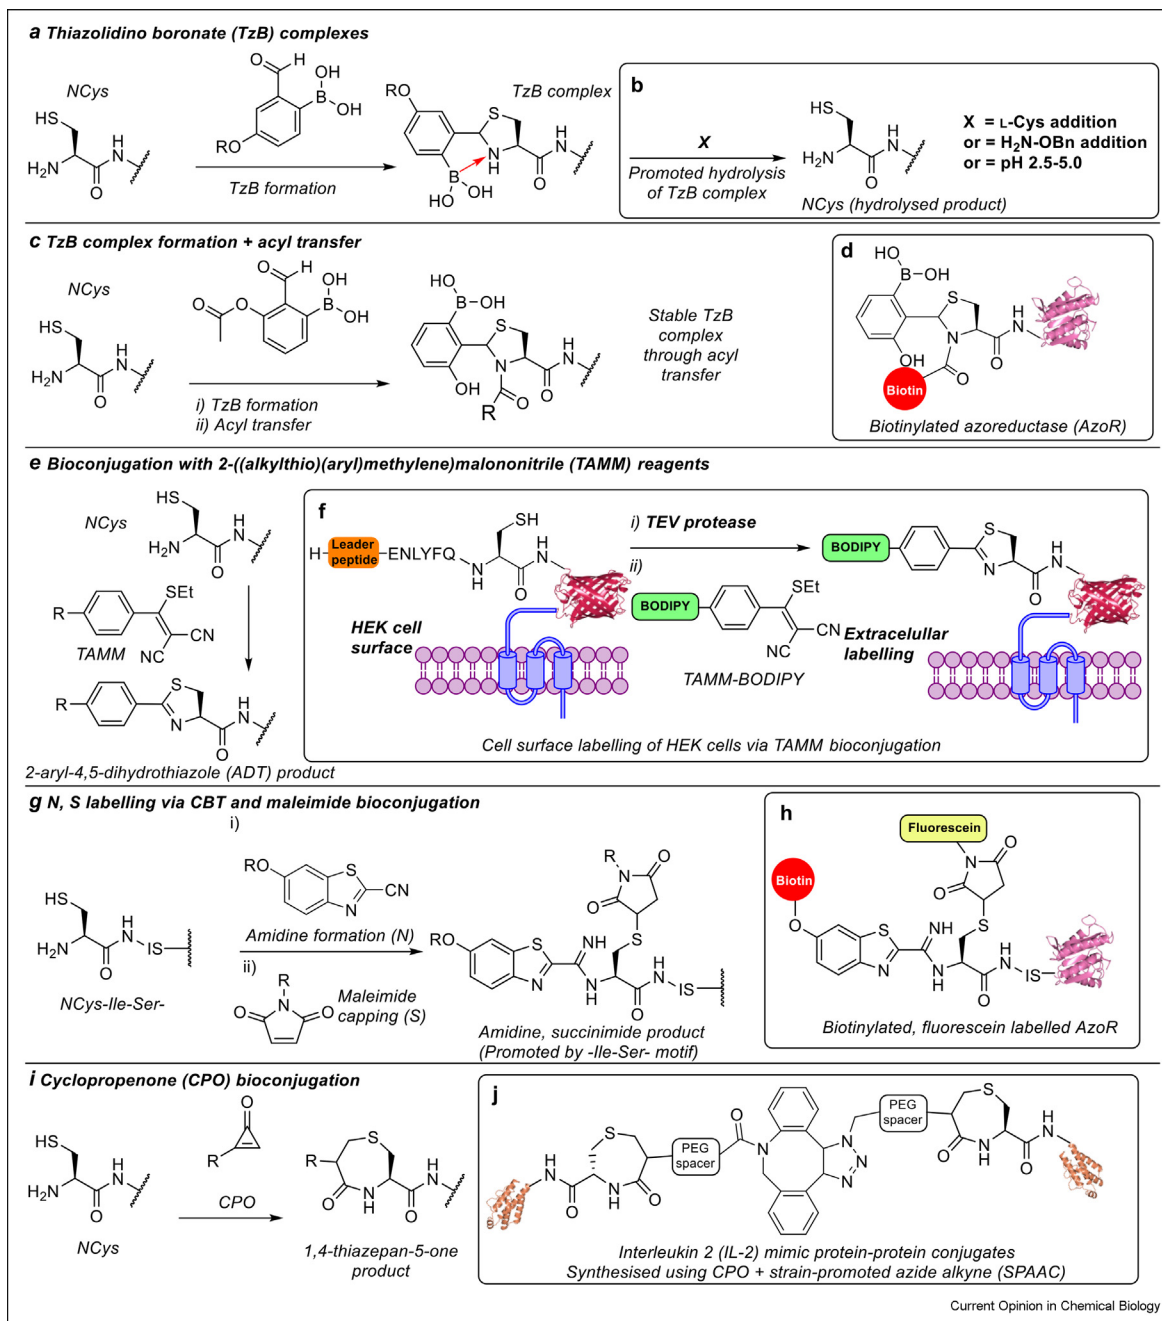 a Thiazolidino boronate (TzB) complexes
NCys
HS
H2N
O
H
N
O
H
OH
B
OH
RO
TzB formation
RO
S
N
H
B
HO
OH
O
H
N
TzB complex
b
X
Promoted hydrolysis
of TzB complex
HS
H2N
O
H
N
NCys (hydrolysed product)
X = L-Cys addition
or = H2N-OBn addition
or = pH 2.5-5.0
c TzB complex formation + acyl transfer
NCys
HS
H2N
O
H
N
O
H
O
O
OH
B
OH
i) TzB formation
ii) Acyl transfer
HO
B
OH
S
N
OH
R
O
O
H
N
Stable TzB
complex
through acyl
transfer
d
HO
B
OH
S
N
OH
O
O
H
N
Biotin
Biotinylated azoreductase (AzoR)
e Bioconjugation with 2-((alkylthio)(aryl)methylene)malononitrile (TAMM) reagents
NCys
HS
H2N
O
H
N
R
SEt
CN
NC
TAMM
R
S
N
O
H
N
2-aryl-4,5-dihydrothiazole (ADT) product
f
H
Leader
peptide
ENLYFQ
N
H
SH
O
H
N
i) TEV protease
ii)
BODIPY
SEt
CN
NC
TAMM-BODIPY
BODIPY
S
N
O
H
N
HEK cell
surface
Extracelullar
labelling
Cell surface labelling of HEK cells via TAMM bioconjugation
g N, S labelling via CBT and maleimide bioconjugation
i)
HS
H2N
O
H
N
IS
NCys-Ile-Ser-
RO
S
N
CN
Amidine formation (N)
ii)
R
N
O
O
Maleimide
capping (S)
R
N
O
O
S
RO
S
N
NH
N
H
O
H
N
IS
Amidine, succinimide product
(Promoted by -Ile-Ser- motif)
h
Fluorescein
N
O
O
S
Biotin
O
S
N
NH
N
H
O
H
N
IS
Biotinylated, fluorescein labelled AzoR
i Cyclopropenone (CPO) bioconjugation
HS
H2N
O
H
N
NCys
O
R
CPO
S
R
O
N
H
O
H
N
1,4-thiazepan-5-one
product
j
H
N
O
S
N
H
O
PEG
spacer
O
N
N
N
N
PEG
spacer
S
O
N
H
O
H
N
Interleukin 2 (IL-2) mimic protein-protein conjugates
Synthesised using CPO + strain-promoted azide alkyne (SPAAC)
Current Opinion in Chemical Biology